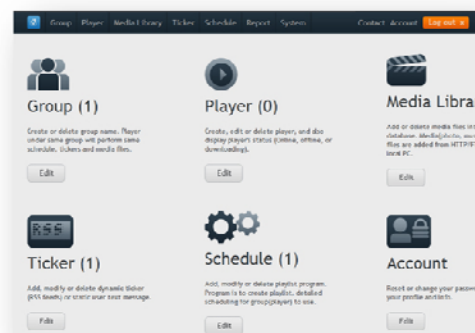 Group Player Media Library Ticker Schedule Report System Contact Account Log out x
Group (1)
Create or delete group name. Player
under same group will perform same
schedule, tickers and media files.
Edit
Player (0)
Create, edit or delete player, and also
display player's status (online, offline, or
downloading).
Edit
Media Libra
Add or delete media files in
database. Media(photo,
files are added from HTTP/FT
local PC.
Edit
Ticker (1)
Add, modify or delete dynamic ticker
(RSS feeds) or static user text message.
Edit
Schedule (1)
Add, modify or delete playlist program.
Program is to create playlist, detailed
scheduling for group(player) to use.
Edit
Account
Reset or change your passw
your profile and
Edit
RSS